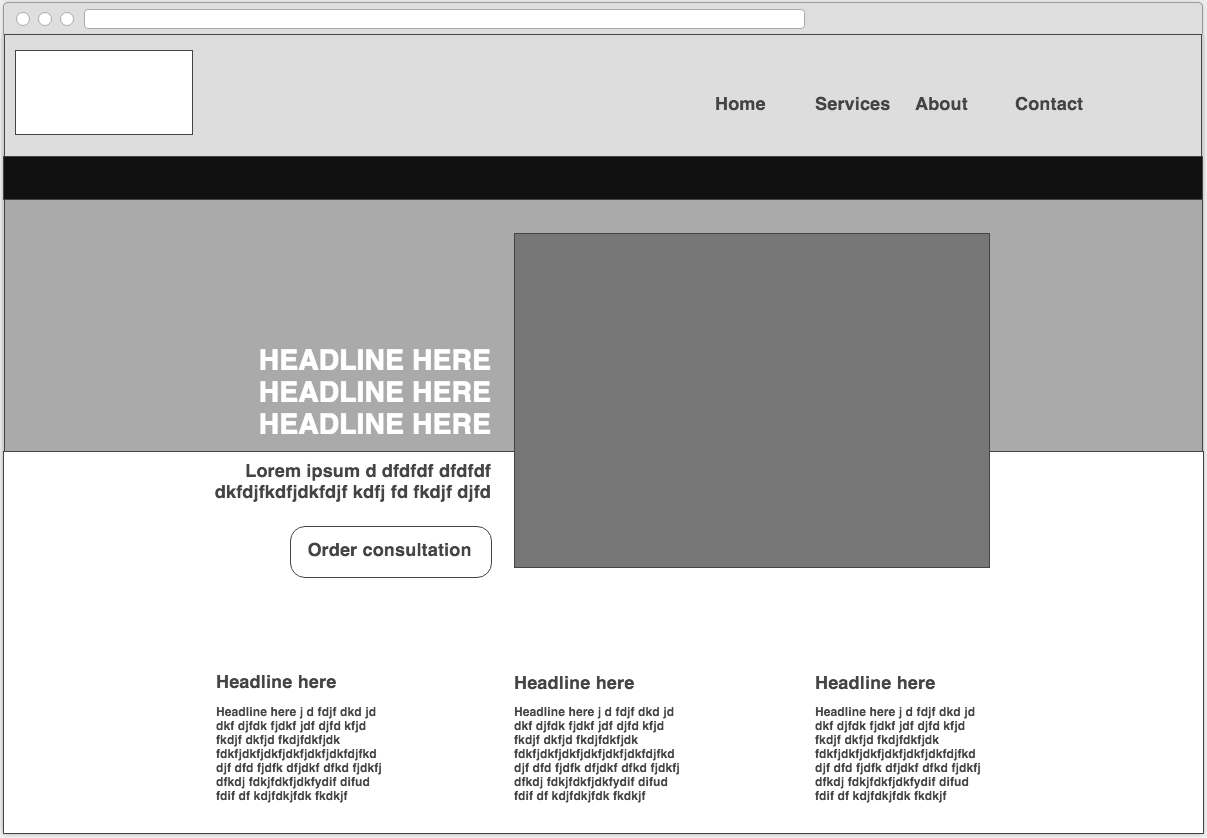 Home Services About Contact
HEADLINE HERE
HEADLINE HERE
HEADLINE HERE
Lorem ipsum d dfdfdf dfdfdf
dkfdjfkdfjdkfdjf kdfj fd fkdjf djfd
Order consultation
Headline here
Headline here j d fdjf dkd jd
dkf djfdk fjdkf jdf djfd kfjd
fkdjf dkfjd fkdjfdkfjdk
fdkfjdkfjdkfjdkfjdkfjdkfdjfkd
djf dfd fjdfk dfjdkf dfkd fjdkfj
dfkdj fdkjfdkfjdkfydif difud
fdif df kdjfdkjfdk fkdkjf
Headline here
Headline here j d fdjf dkd jd
dkf djfdk fjdkf jdf djfd kfjd
fkdjf dkfjd fkdjfdkfjdk
fdkfjdkfjdkfjdkfjdkfjdkfdjfkd
djf dfd fjdfk dfjdkf dfkd fjdkfj
dfkdj fdkjfdkfjdkfydif difud
fdif df kdjfdkjfdk fkdkjf
Headline here
Headline here j d fdjf dkd jd
dkf djfdk fjdkf jdf djfd kfjd
fkdjf dkfjd fkdjfdkfjdk
fdkfjdkfjdkfjdkfjdkfjdkfdjfkd
djf dfd fjdfk dfjdkf dfkd fjdkfj
dfkdj fdkjfdkfjdkfydif difud
fdif df kdjfdkjfdk fkdkjf